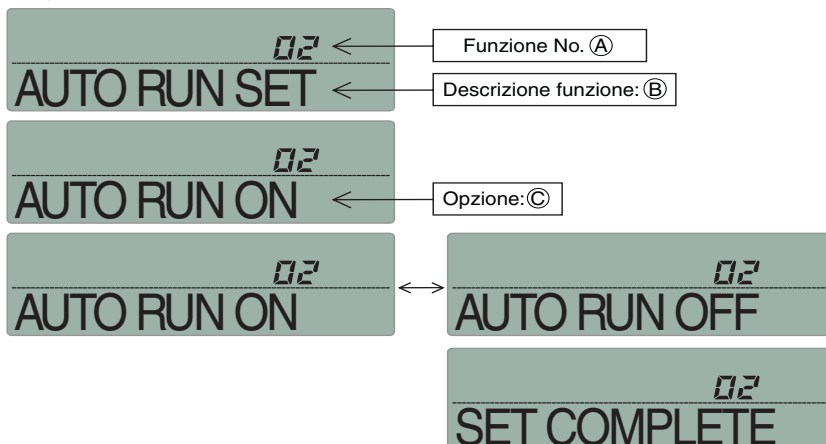 02
Funzione No. Ⓐ
AUTO RUN SET
Descrizione funzione: Ⓑ
02
AUTO RUN ON
Opzione: Ⓒ
02
AUTO RUN ON
02
AUTO RUN OFF
02
SET COMPLETE